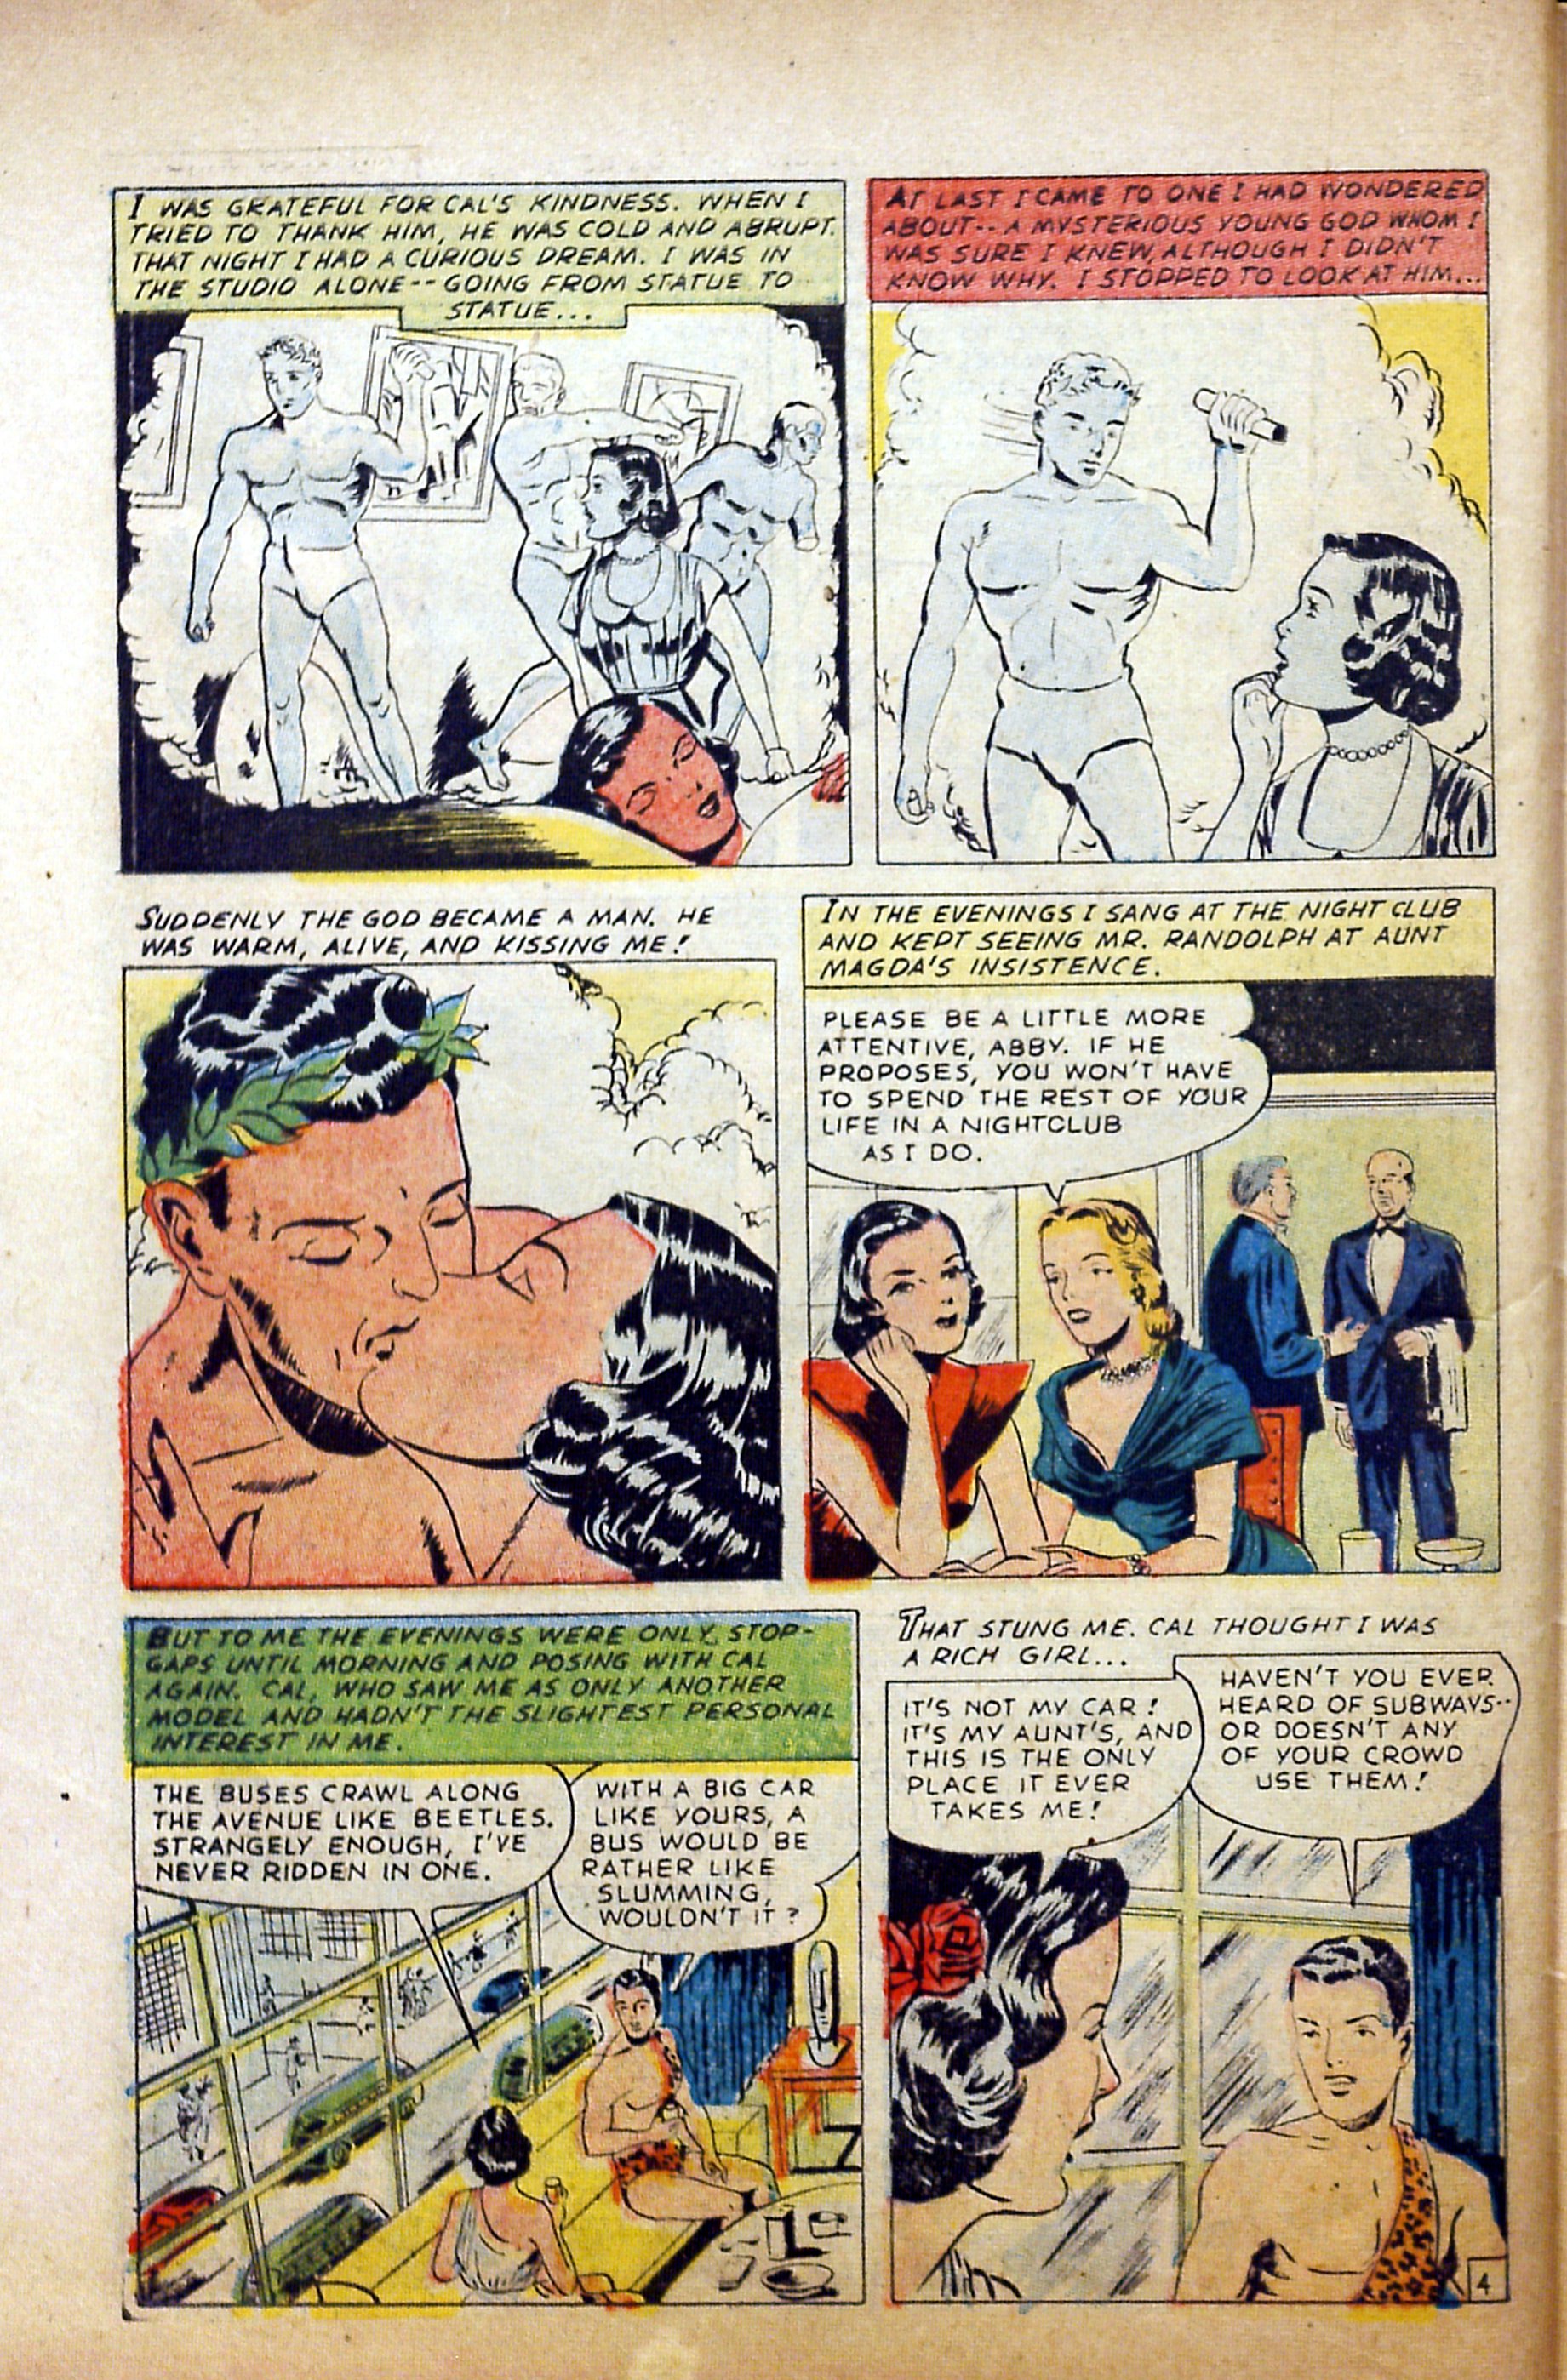 I WAS GRATEFUL FOR CAL'S KINDNESS. WHEN I
TRIED TO THANK HIM, HE WAS COLD AND ABRUPT.
THAT NIGHT I HAD A CURIOUS DREAM. I WAS IN
THE STUDIO ALONE--GOING FROM STATUE TO
STATUE...
AT LAST I CAME TO ONE I HAD WONDERED
ABOUT-- A MYSTERIOUS YOUNG GOD WHOM I
WAS SURE I KNEW, ALTHOUGH I DIDN'T
KNOW WHY. I STOPPED TO LOOK AT HIM...
SUDDENLY THE GOD BECAME A MAN. HE
WAS WARM, ALIVE, AND KISSING ME!
IN THE EVENINGS I SANG AT THE NIGHT CLUB
AND KEPT SEEING MR. RANDOLPH AT AUNT
MAGDA'S INSISTENCE.
PLEASE BE A LITTLE MORE
ATTENTIVE, ABBY. IF HE
PROPOSES, YOU WON'T HAVE
TO SPEND THE REST OF YOUR
LIFE IN A NIGHTCLUB
AS I DO.
BUT TO ME THE EVENINGS WERE ONLY STOP-
GAPS UNTIL MORNING AND POSING WITH CAL
AGAIN. CAL, WHO SAW ME AS ONLY ANOTHER
MODEL AND HADN'T THE SLIGHTEST PERSONAL
INTEREST IN ME.
THE BUSES CRAWL ALONG
THE AVENUE LIKE BEETLES.
STRANGELY ENOUGH, I'VE
NEVER RIDDEN IN ONE.
WITH A BIG CAR
LIKE YOURS, A
BUS WOULD BE
RATHER LIKE
SLUMMING,
WOULDN'T IT?
THAT STUNG ME. CAL THOUGHT I WAS
A RICH GIRL...
IT'S NOT MY CAR!
IT'S MY AUNT'S, AND
THIS IS THE ONLY
PLACE IT EVER
TAKES ME!
HAVEN'T YOU EVER
HEARD OF SUBWAYS--
OR DOESN'T ANY
OF YOUR CROWD
USE THEM!
4